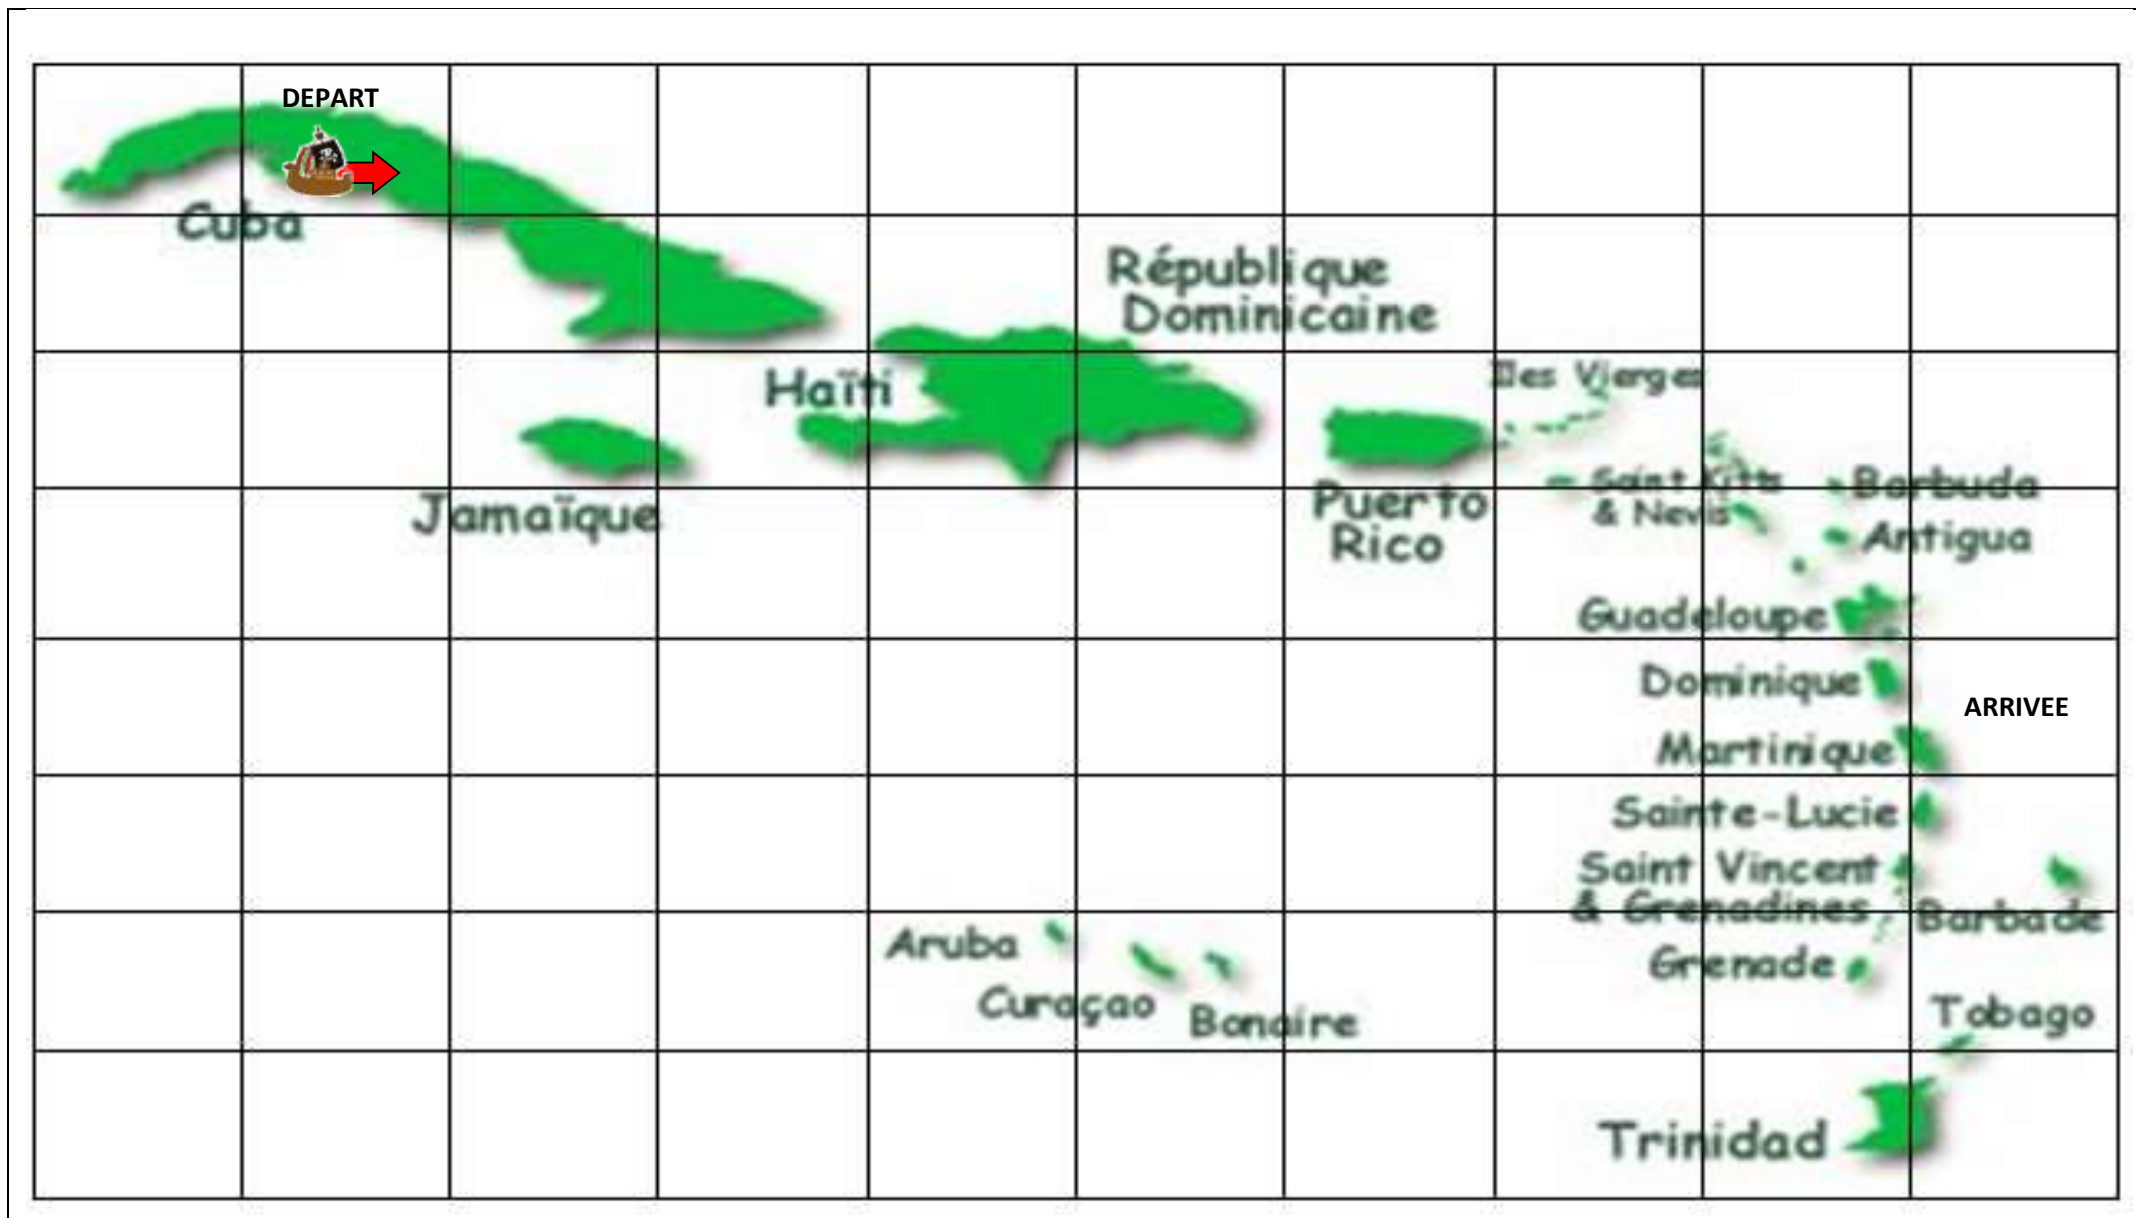 DEPART
Cuba
République
Dominicaine
Haïti
Iles Vierges
Jamaïque
Puerto
Rico
Saint Kitts
& Nevis
Barbuda
Antigua
Guadeloupe
Dominique
ARRIVEE
Martinique
Sainte-Lucie
Saint Vincent
& Grenadines
Barbade
Aruba
Grenade
Curaçao
Bonaire
Tobago
Trinidad